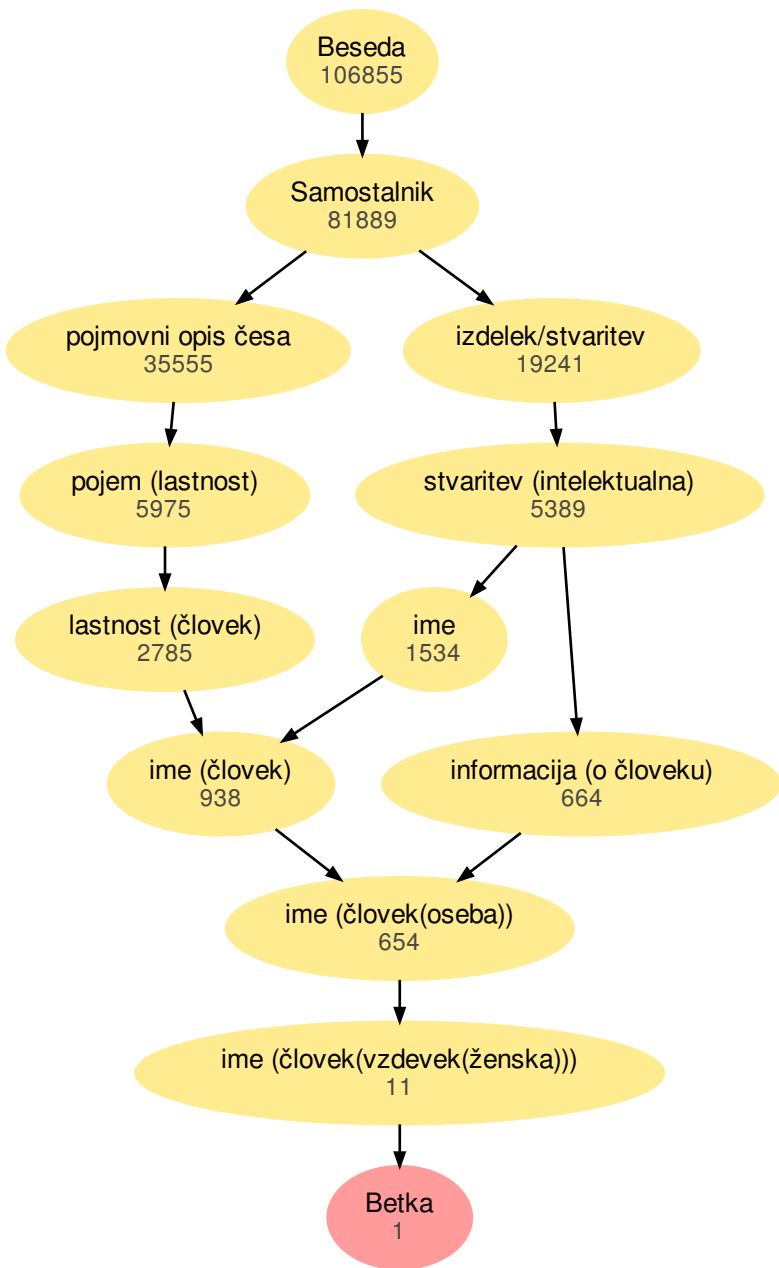 Beseda
106855
Samostalnik
81889
pojmovni opis česa
35555
izdelek/stvaritev
19241
pojem (lastnost)
5975
stvaritev (intelektualna)
5389
lastnost (človek)
2785
ime
1534
ime (človek)
938
informacija (o človeku)
664
ime (človek(oseba))
654
ime (človek(vzdevek(ženska)))
11
Betka
1